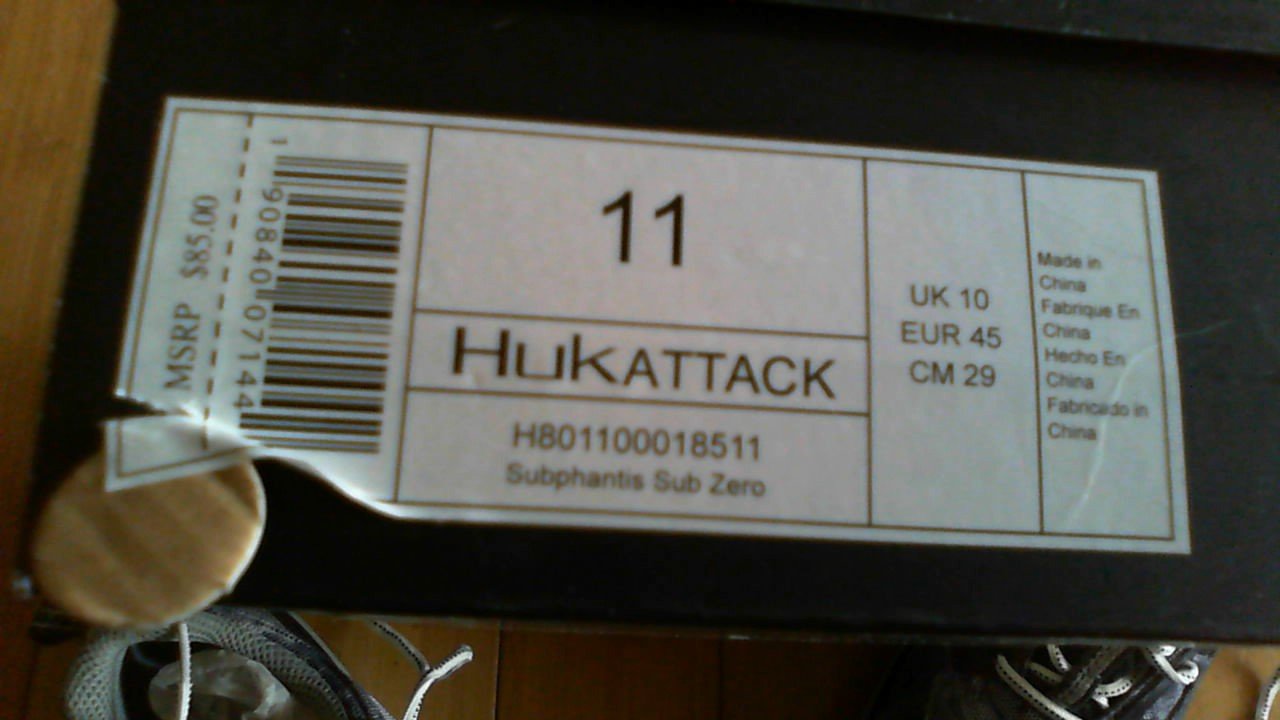 MSRP $85.00
1 90840 07144
11
HukATTACK
H801100018511
Subphantis Sub Zero
UK 10
EUR 45
CM 29
Made in
China
Fabrique En
China
Hecho En
China
Fabricado in
China